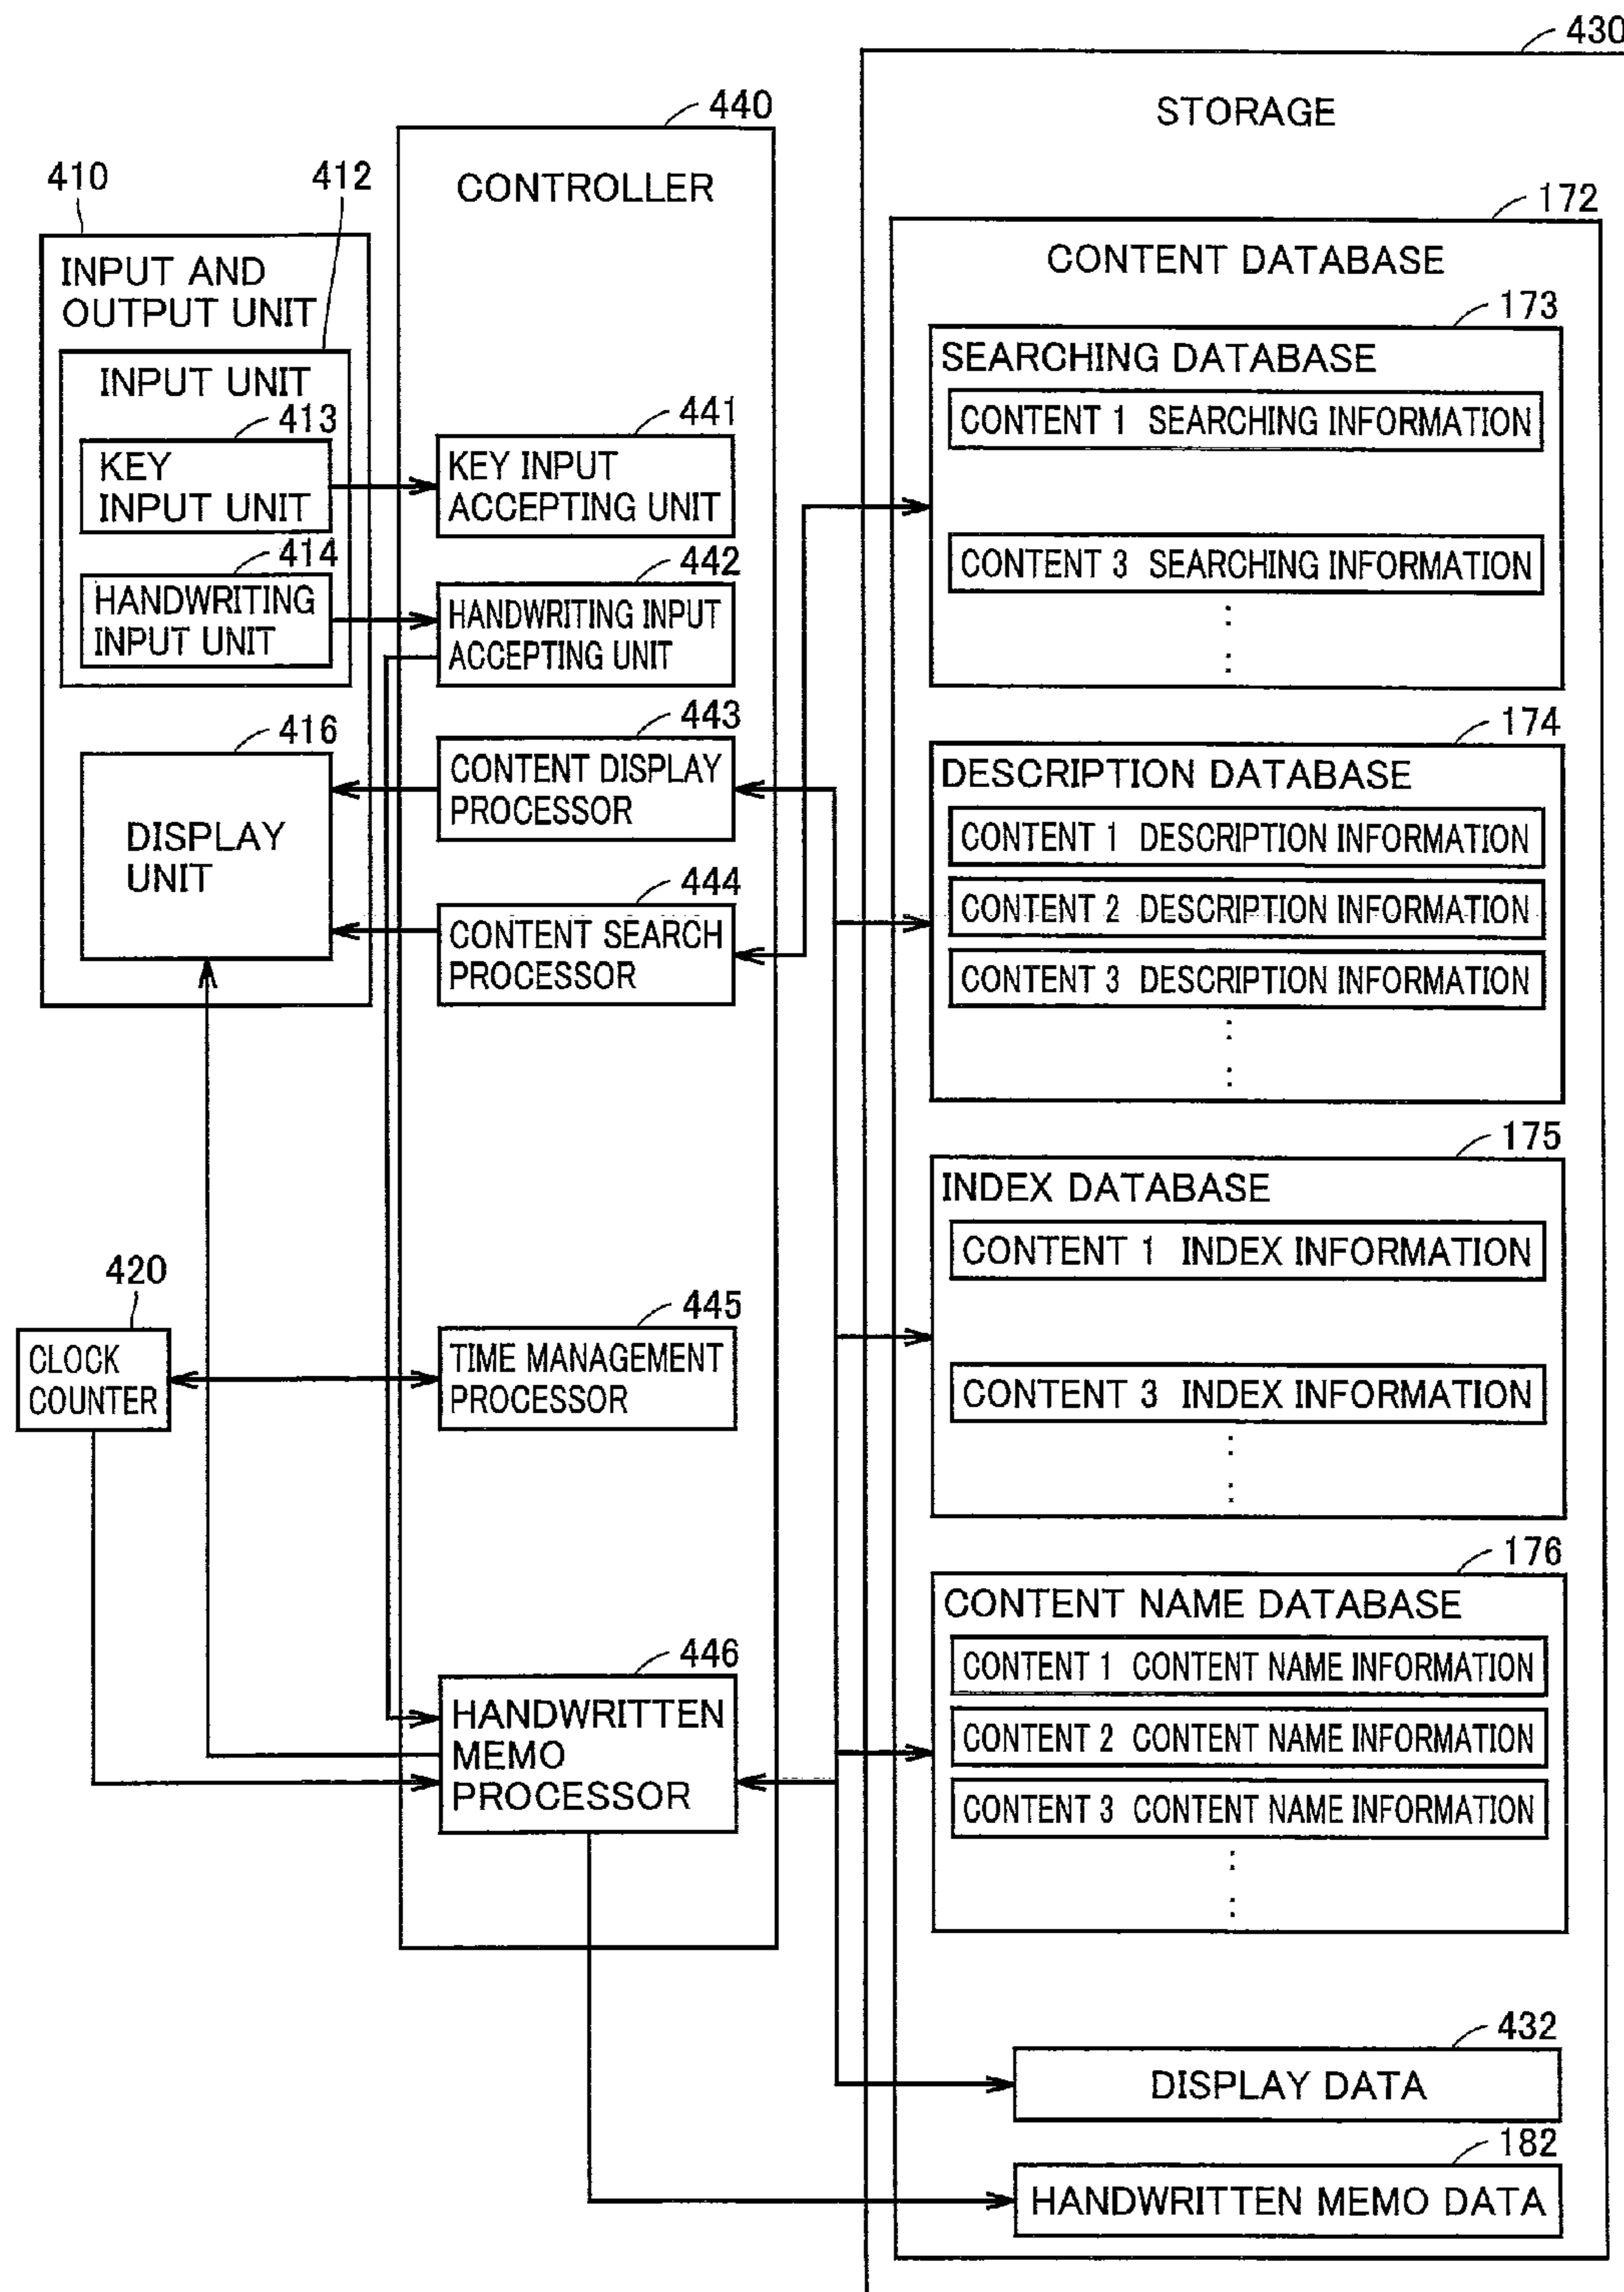 430
STORAGE
440
CONTROLLER
410
412
INPUT AND
OUTPUT UNIT
INPUT UNIT
413
KEY
INPUT UNIT
414
HANDWRITING
INPUT UNIT
416
DISPLAY
UNIT
441
KEY INPUT
ACCEPTING UNIT
442
HANDWRITING INPUT
ACCEPTING UNIT
443
CONTENT DISPLAY
PROCESSOR
444
CONTENT SEARCH
PROCESSOR
420
CLOCK
COUNTER
445
TIME MANAGEMENT
PROCESSOR
446
HANDWRITTEN
MEMO
PROCESSOR
172
CONTENT DATABASE
173
SEARCHING DATABASE
CONTENT 1 SEARCHING INFORMATION
CONTENT 3 SEARCHING INFORMATION
174
DESCRIPTION DATABASE
CONTENT 1 DESCRIPTION INFORMATION
CONTENT 2 DESCRIPTION INFORMATION
CONTENT 3 DESCRIPTION INFORMATION
175
INDEX DATABASE
CONTENT 1 INDEX INFORMATION
CONTENT 3 INDEX INFORMATION
176
CONTENT NAME DATABASE
CONTENT 1 CONTENT NAME INFORMATION
CONTENT 2 CONTENT NAME INFORMATION
CONTENT 3 CONTENT NAME INFORMATION
432
DISPLAY DATA
182
HANDWRITTEN MEMO DATA